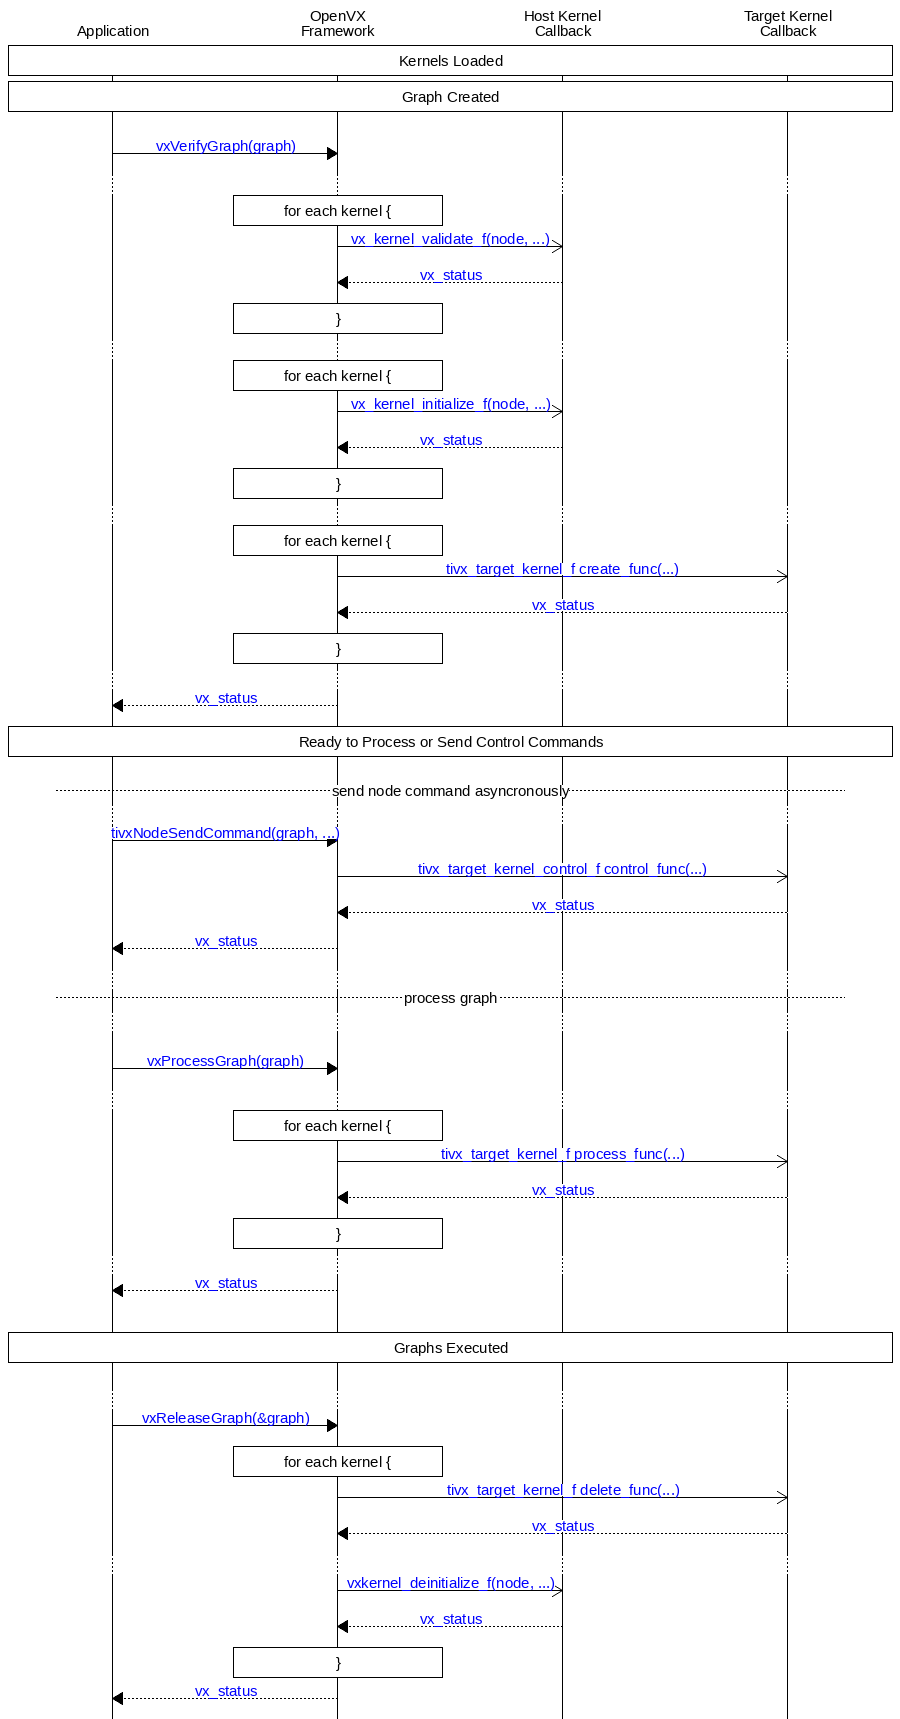 Application
OpenVX
Framework
Host Kernel
Callback
Target Kernel
Callback
Kernels Loaded
Graph Created
vxVerifyGraph(graph)
for each kernel {
vx_kernel_validate_f(node, ...)
vx_status
}
for each kernel {
vx_kernel_initialize_f(node, ...)
vx_status
}
for each kernel {
tivx_target_kernel_f create_func(...)
vx_status
}
vx_status
Ready to Process or Send Control Commands
send node command asyncronously
tivxNodeSendCommand(graph, ...)
tivx_target_kernel_control_f control_func(...)
vx_status
vx_status
process graph
vxProcessGraph(graph)
for each kernel {
tivx_target_kernel_f process_func(...)
vx_status
}
vx_status
Graphs Executed
vxReleaseGraph(&graph)
for each kernel {
tivx_target_kernel_f delete_func(...)
vx_status
vxkernel_deinitialize_f(node, ...)
vx_status
}
vx_status